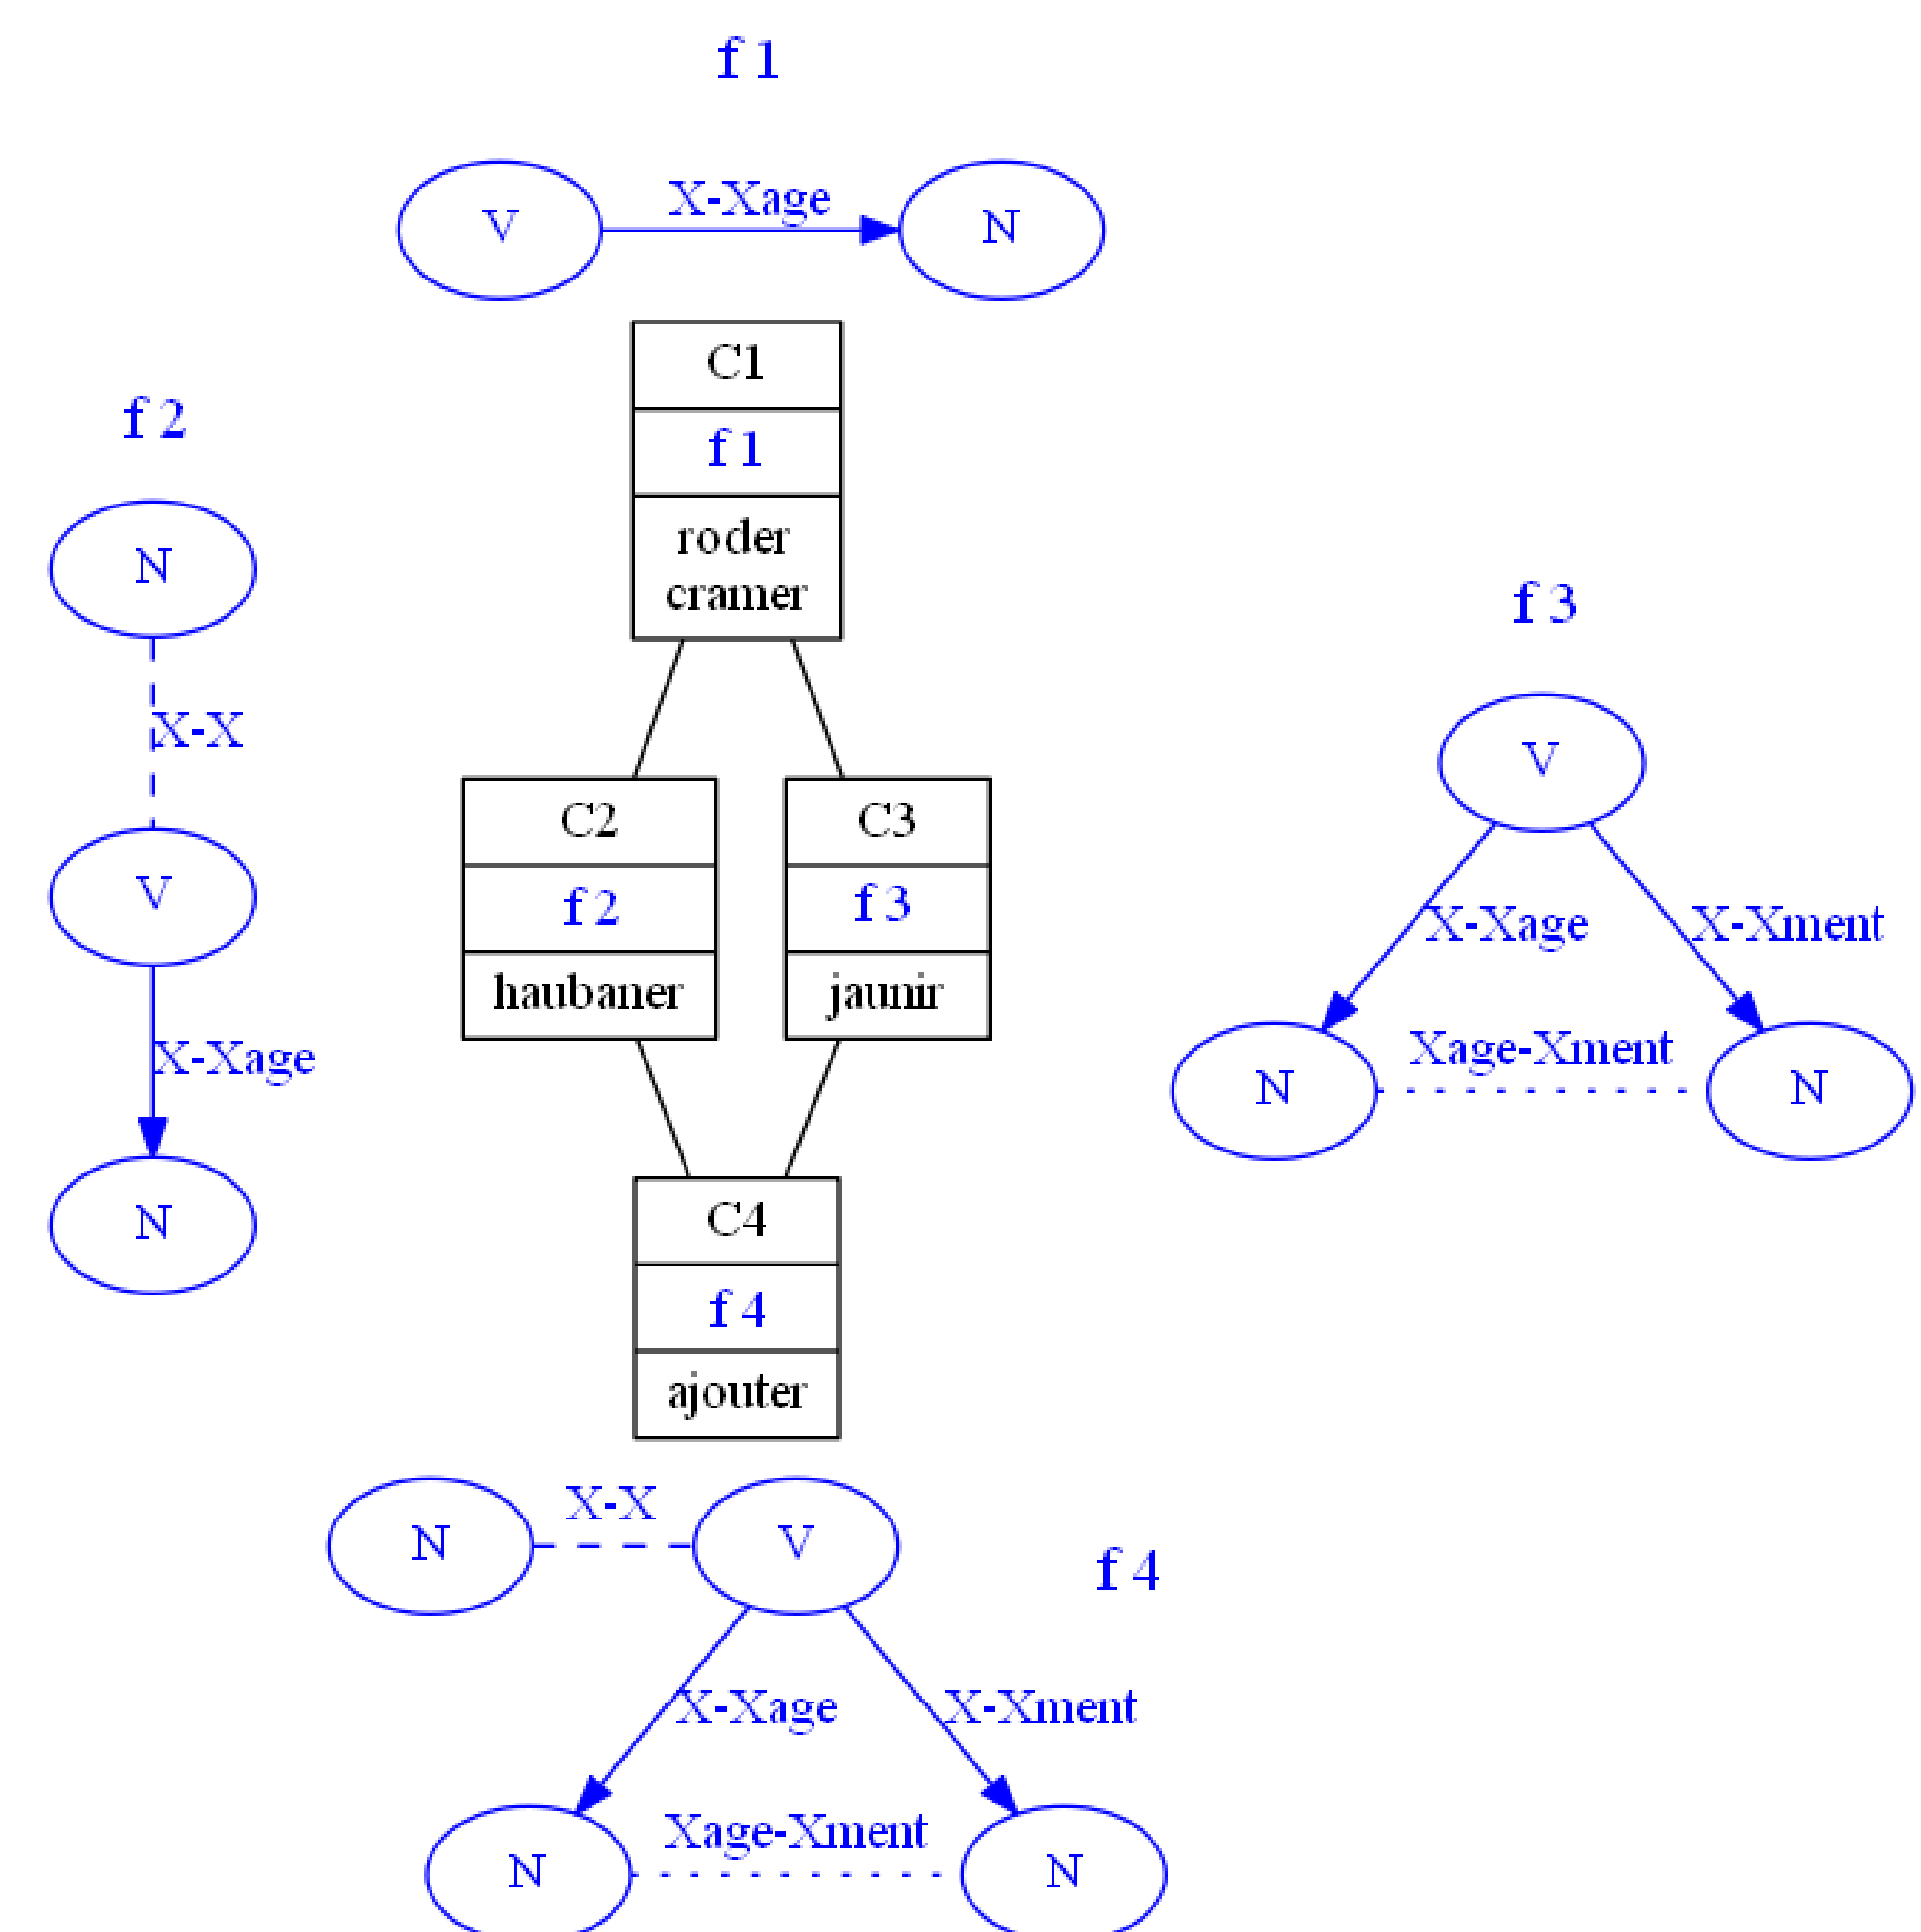 f 1
X-Xage
V
N
C1
f 1
roder
cramer
f 2
N
X-X
V
X-Xage
N
C2
f 2
haubaner
C3
f 3
jaunir
f 3
V
X-Xage
X-Xment
Xage-Xment
N
N
C4
f 4
ajouter
X-X
N
V
f 4
X-Xage
X-Xment
Xage-Xment
N
N